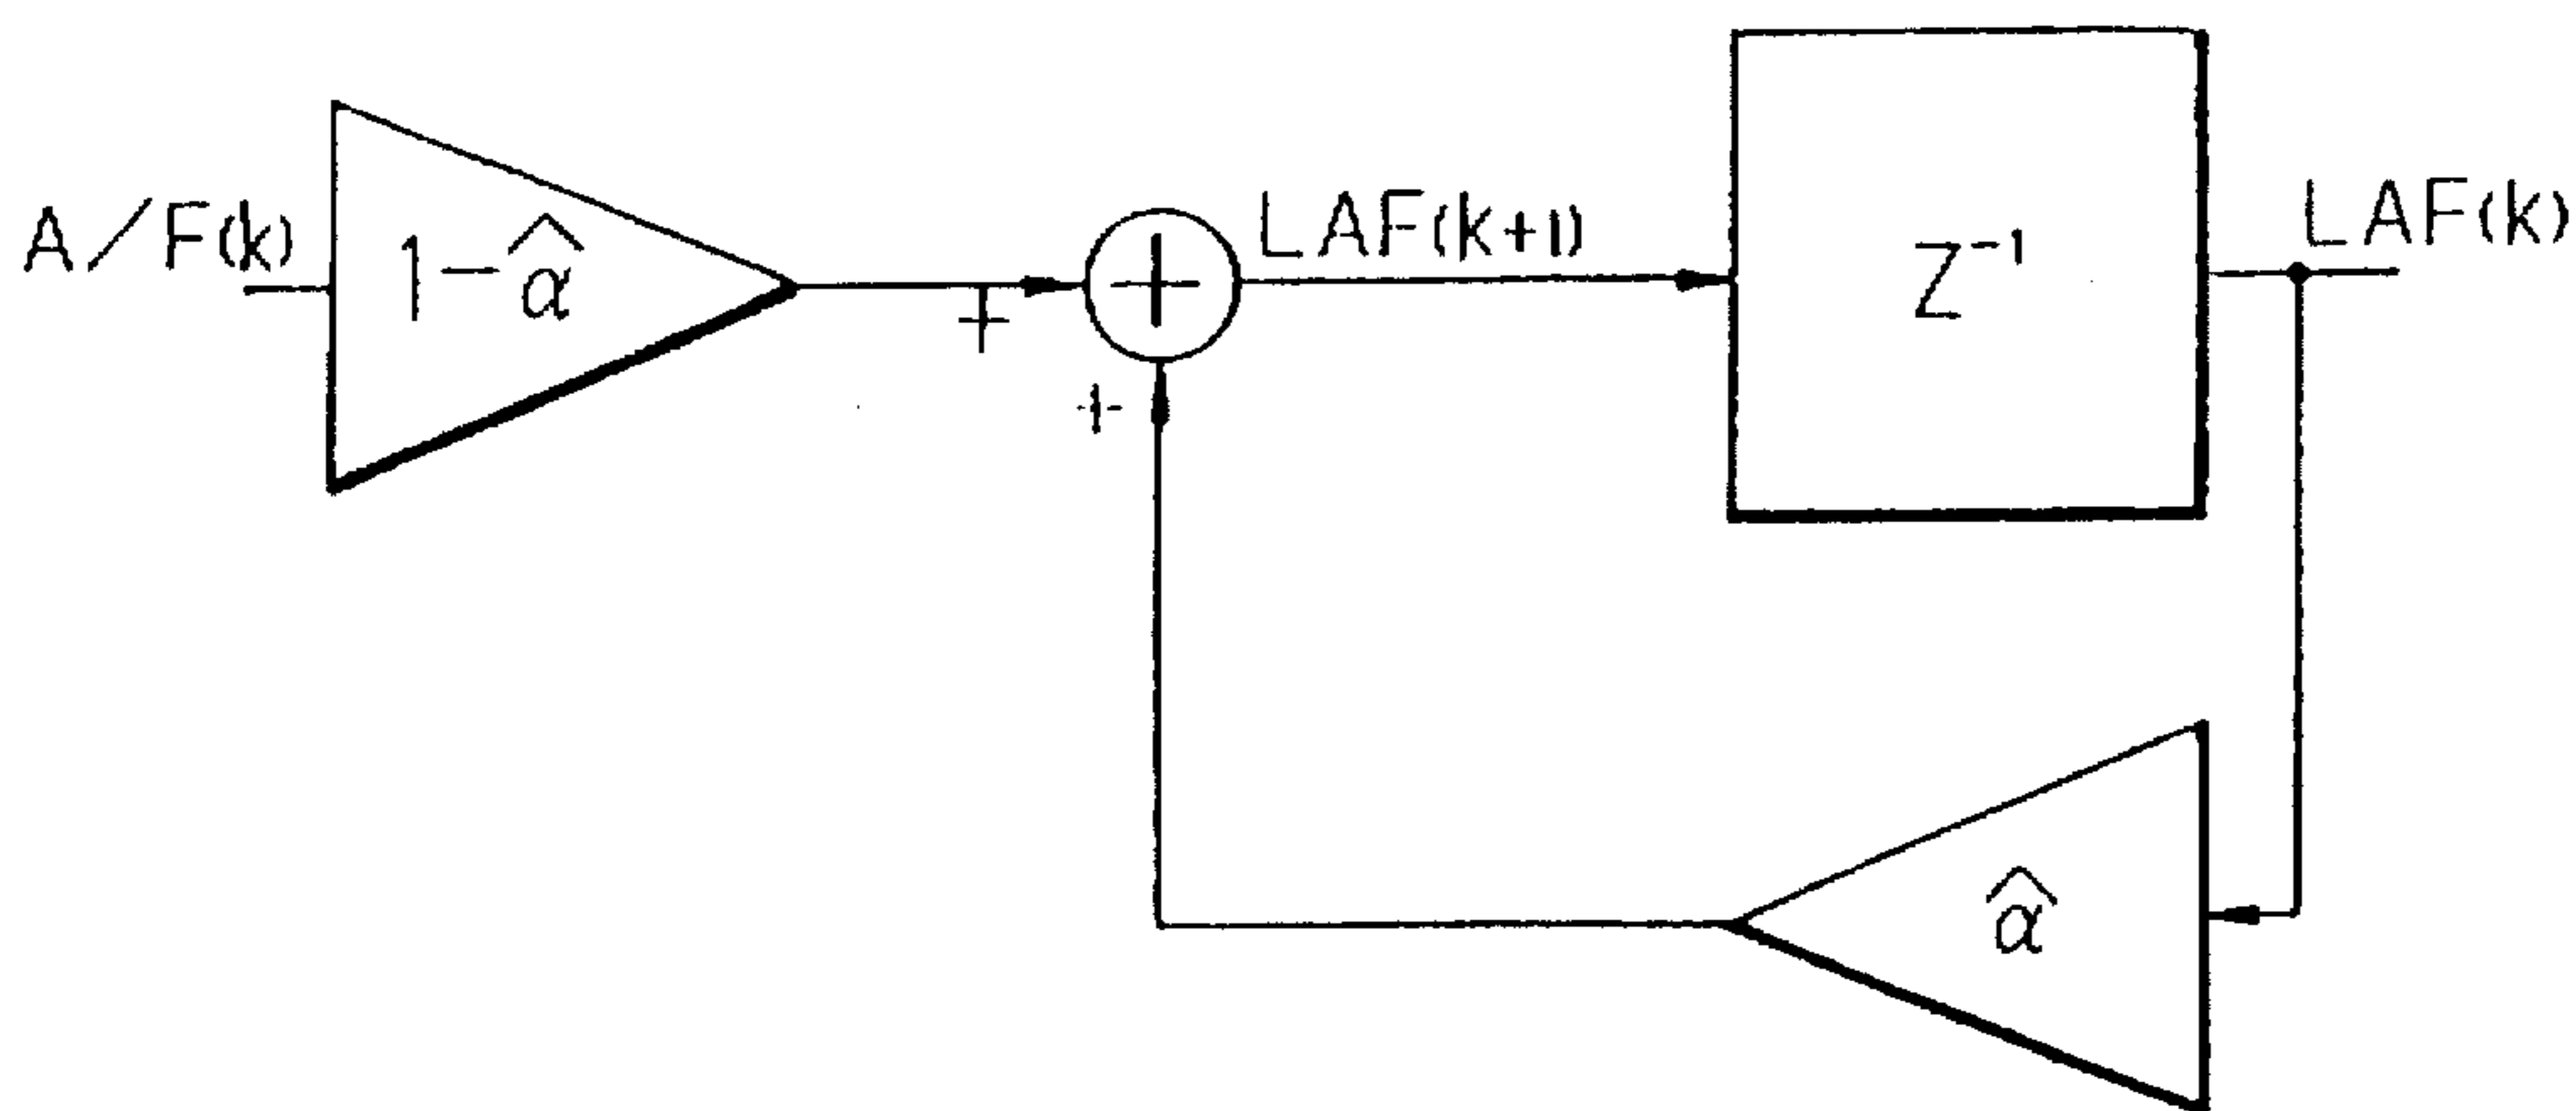 A/F(k)
1-α̂
+
+
+
LAF(k+1)
Z⁻¹
LAF(k)
α̂